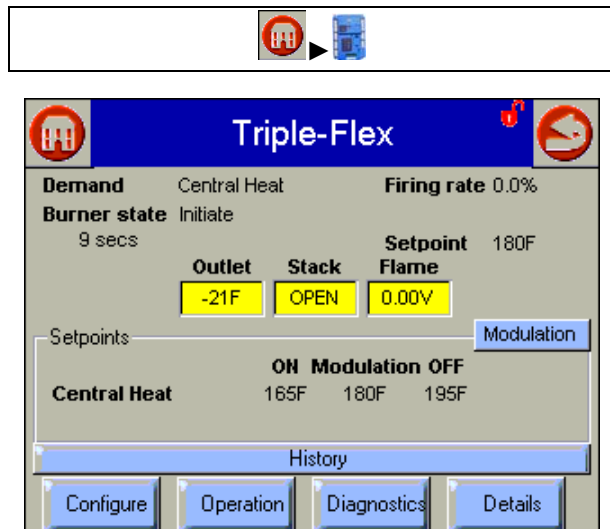 Triple-Flex
Demand Central Heat Firing rate 0.0%
Burner state Initiate
9 secs Setpoint 180F
Outlet Stack Flame
-21F OPEN 0.00V
Setpoints Modulation
ON Modulation OFF
Central Heat 165F 180F 195F
History
Configure Operation Diagnostics Details